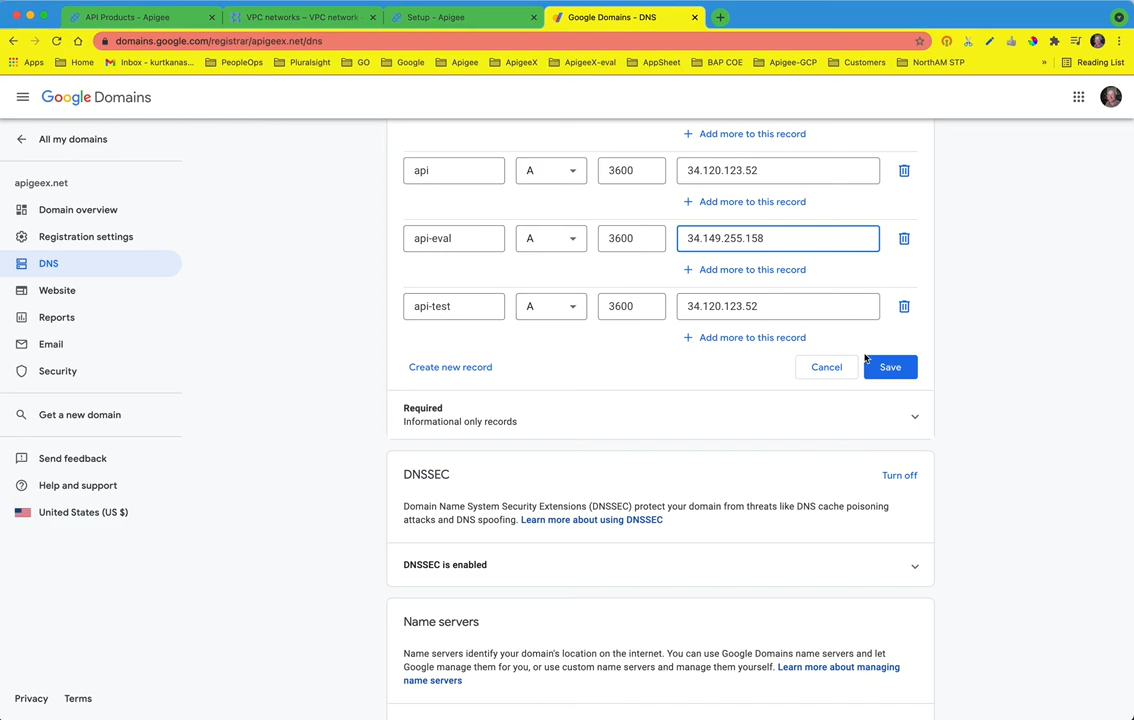 API Products - Apigee
VPC networks – VPC network
Setup - Apigee
Google Domains - DNS
domains.google.com/registrar/apigeex.net/dns
Apps
Home
Inbox - kurtkanas...
PeopleOps
Pluralsight
GO
Google
Apigee
ApigeeX
ApigeeX-eval
AppSheet
BAP COE
Apigee-GCP
Customers
NorthAM STP
»
Reading List
Google Domains
All my domains
apigeex.net
Domain overview
Registration settings
DNS
Website
Reports
Email
Security
Get a new domain
Send feedback
Help and support
United States (US $)
Privacy
Terms
+ Add more to this record
api
A
3600
34.120.123.52
+ Add more to this record
api-eval
A
3600
34.149.255.158
+ Add more to this record
api-test
A
3600
34.120.123.52
+ Add more to this record
Create new record
Cancel
Save
Required
Informational only records
DNSSEC
Turn off
Domain Name System Security Extensions (DNSSEC) protect your domain from threats like DNS cache poisoning
attacks and DNS spoofing. Learn more about using DNSSEC
DNSSEC is enabled
Name servers
Name servers identify your domain's location on the internet. You can use Google Domains name servers and let
Google manage them for you, or use custom name servers and manage them yourself. Learn more about managing
name servers